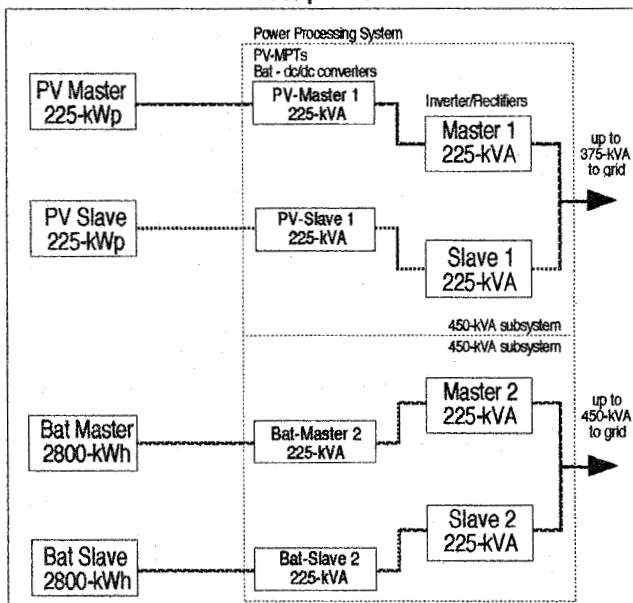 Power Processing System
PV-MPTs
Bat - dc/dc converters
PV Master
225-kWp
PV-Master 1
225-kVA
Inverter/Rectifiers
Master 1
225-kVA
up to
375-kVA
to grid
PV Slave
225-kWp
PV-Slave 1
225-kVA
Slave 1
225-kVA
450-kVA subsystem
450-kVA subsystem
Master 2
225-kVA
up to
450-kVA
to grid
Bat Master
2800-kWh
Bat-Master 2
225-kVA
Slave 2
225-kVA
Bat Slave
2800-kWh
Bat-Slave 2
225-kVA